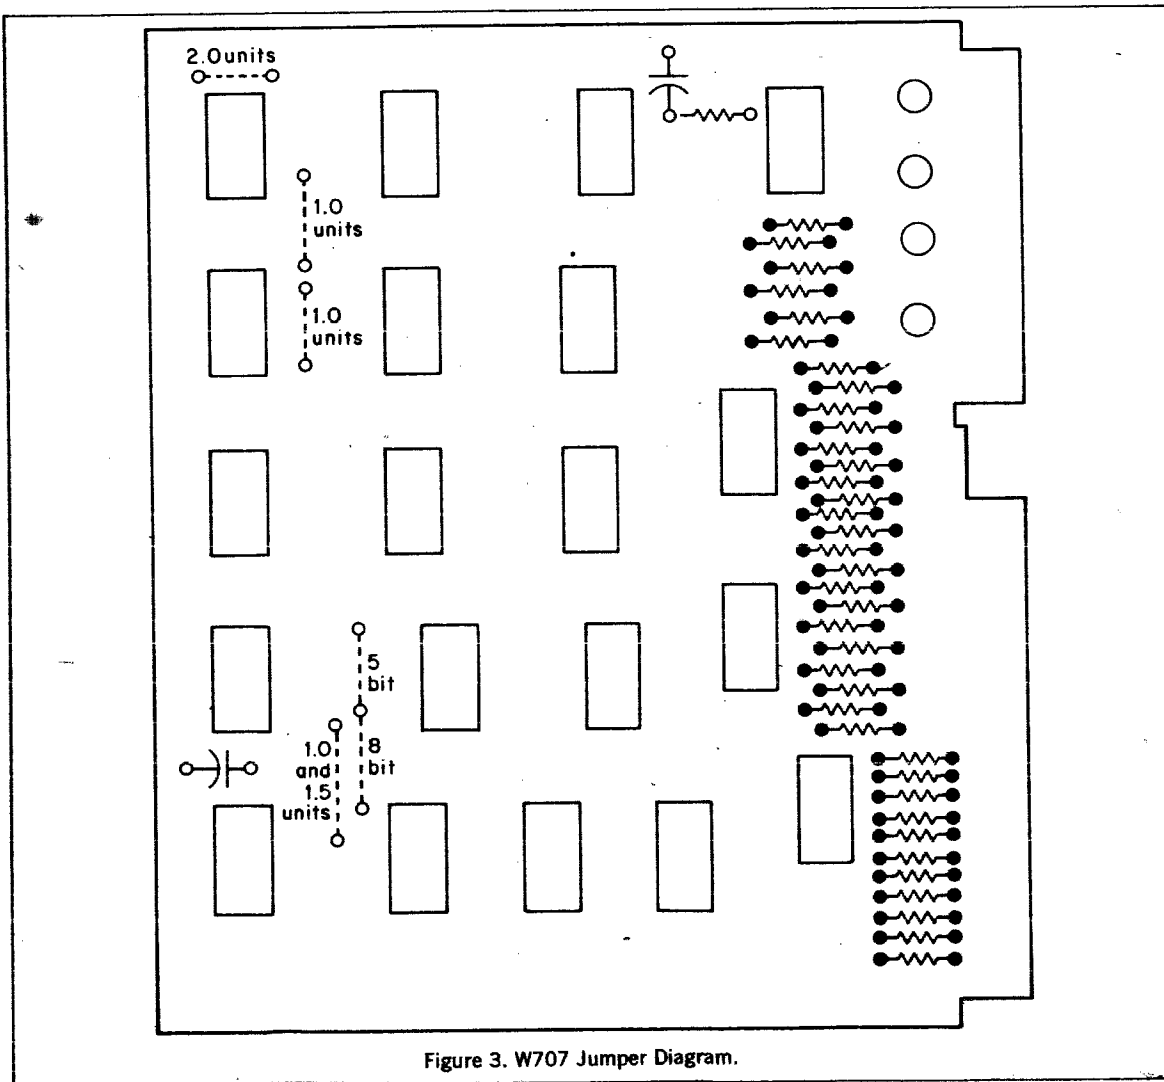 2.0units
1.0
units
1.0
units
5
bit
8
bit
1.0
and
1.5
units
Figure 3. W707 Jumper Diagram.